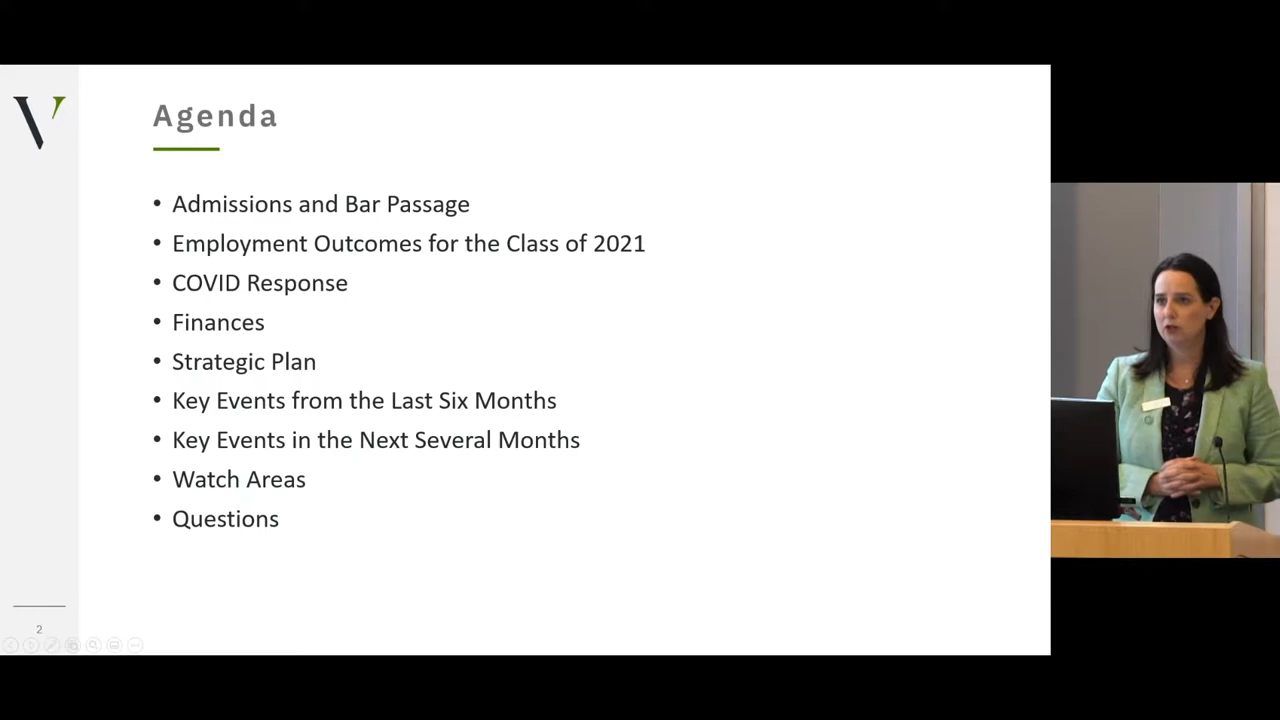 V
Agenda
• Admissions and Bar Passage
• Employment Outcomes for the Class of 2021
• COVID Response
• Finances
• Strategic Plan
• Key Events from the Last Six Months
• Key Events in the Next Several Months
• Watch Areas
• Questions
2